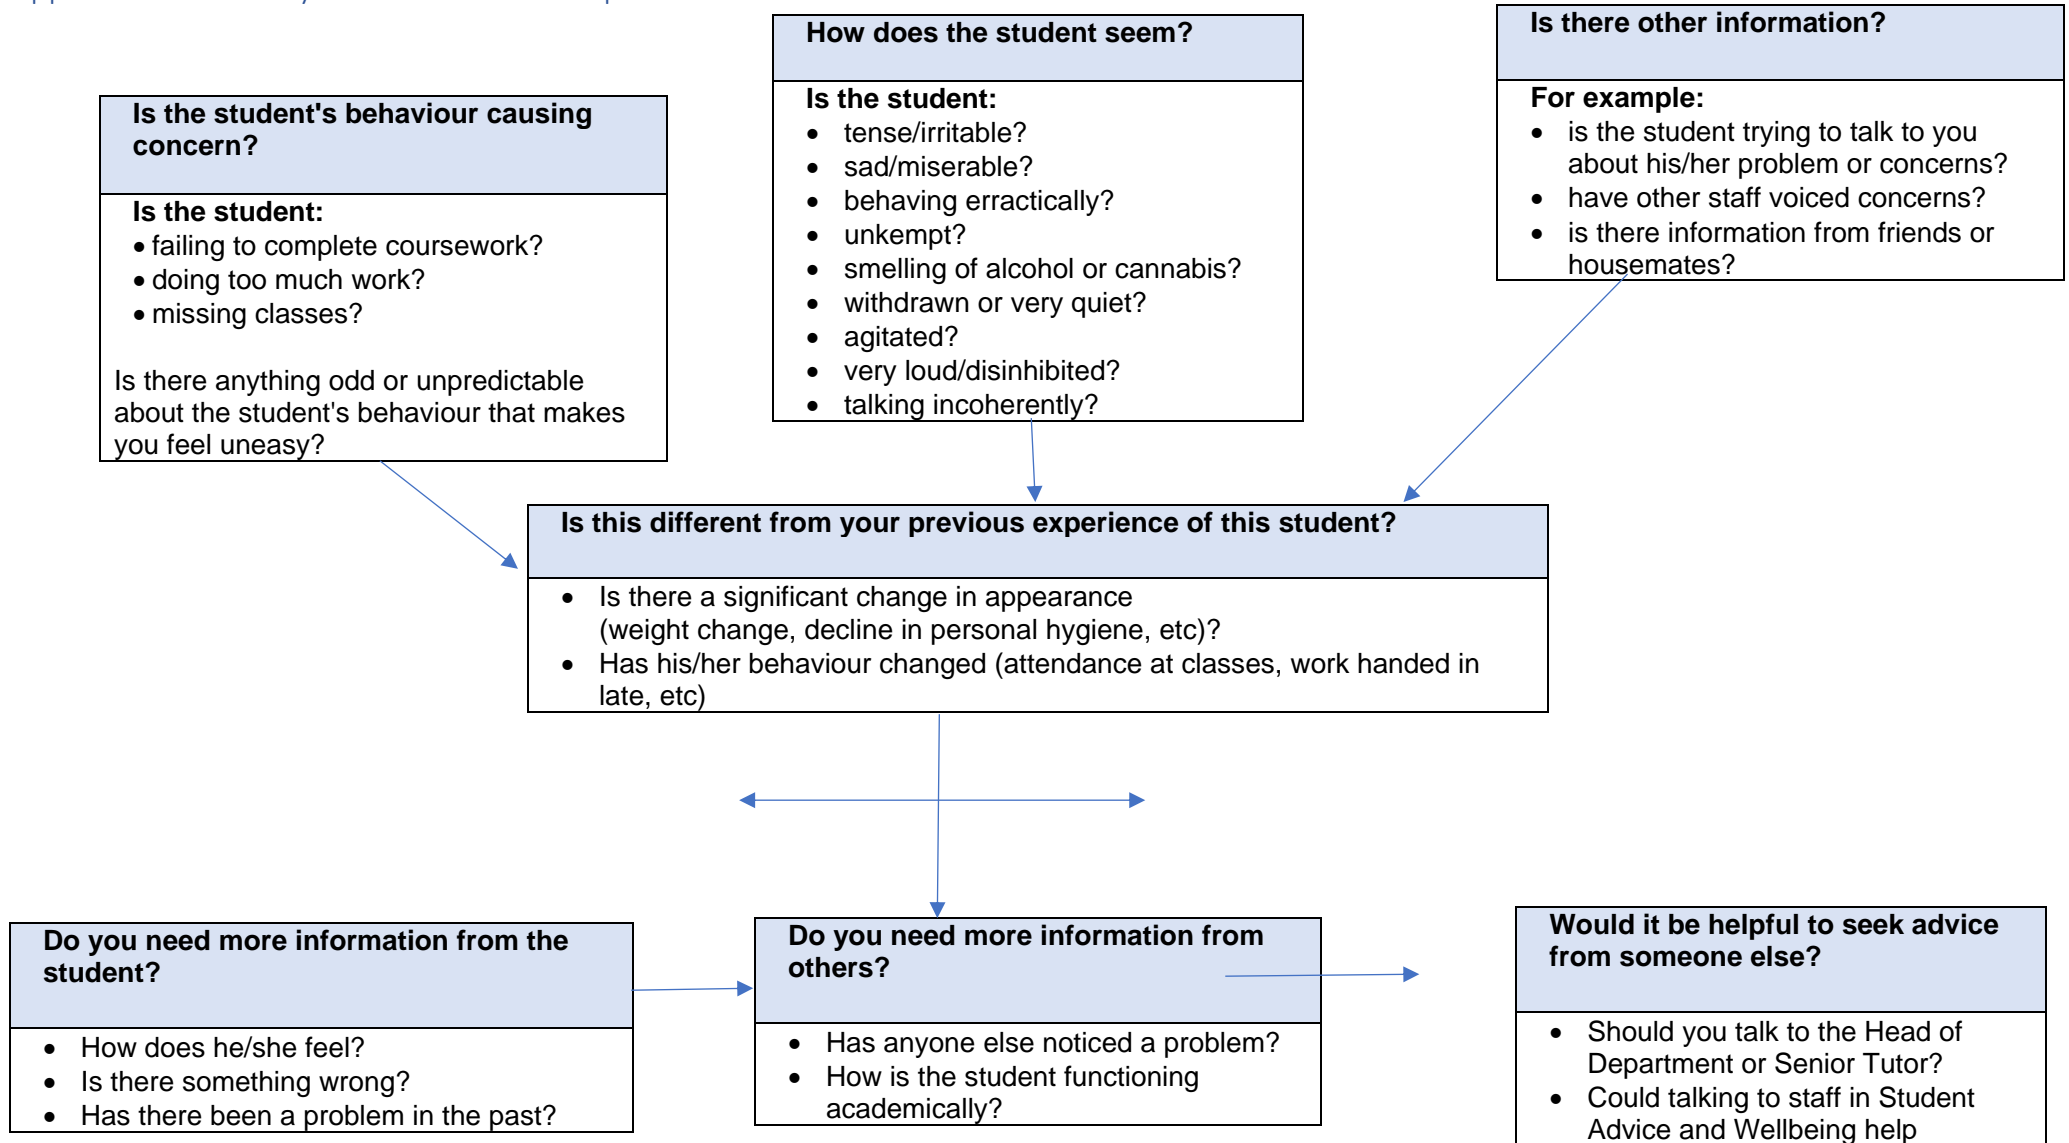 Is the student's behaviour causing
concern?
Is the student:
• failing to complete coursework?
• doing too much work?
• missing classes?
Is there anything odd or unpredictable
about the student's behaviour that makes
you feel uneasy?
How does the student seem?
Is the student:
• tense/irritable?
• sad/miserable?
• behaving erractically?
• unkempt?
• smelling of alcohol or cannabis?
• withdrawn or very quiet?
• agitated?
• very loud/disinhibited?
• talking incoherently?
Is there other information?
For example:
• is the student trying to talk to you
about his/her problem or concerns?
• have other staff voiced concerns?
• is there information from friends or
housemates?
Is this different from your previous experience of this student?
• Is there a significant change in appearance
(weight change, decline in personal hygiene, etc)?
• Has his/her behaviour changed (attendance at classes, work handed in
late, etc)
Do you need more information from the
student?
• How does he/she feel?
• Is there something wrong?
• Has there been a problem in the past?
Do you need more information from
others?
• Has anyone else noticed a problem?
• How is the student functioning
academically?
Would it be helpful to seek advice
from someone else?
• Should you talk to the Head of
Department or Senior Tutor?
• Could talking to staff in Student
Advice and Wellbeing help